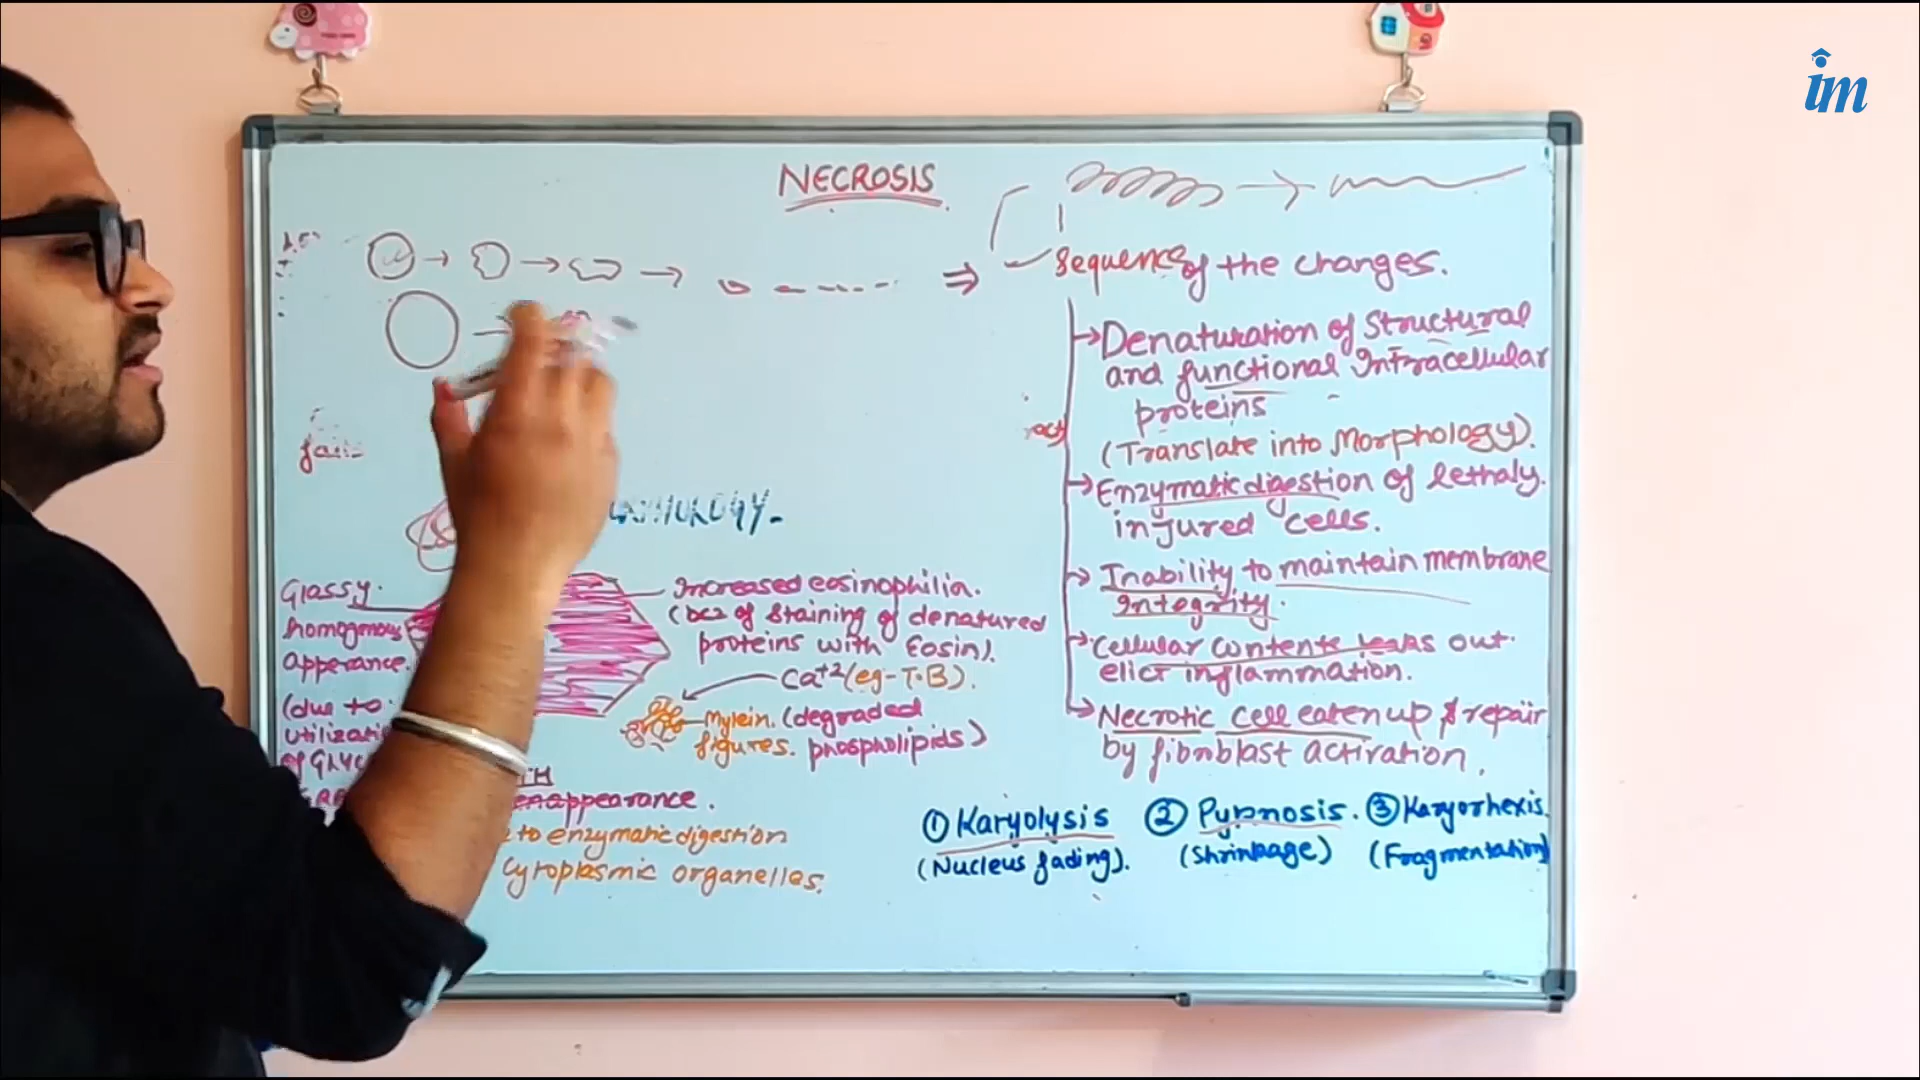 im
NECROSIS
Sequence of the changes.
Denaturation of Structural
and functional Intracellular
proteins
(Translate into Morphology).
Enzymatic digestion of lethaly
injured cells.
Inability to maintain membrane
Integrity.
Cellular contents leaks out
elict inflammation.
Necrotic cell eaten up & repair
by fibroblast activation.
Glassy.
homognous
apperance.
(due to
Increased eosinophilia.
(bcz of staining of denatured
proteins with Eosin).
Ca+2 (eg-T.B).
Mylein (degraded
figures. phospholipids)
appearance.
to enzymatic digestion
cytoplasmic organelles.
① Karyolysis ② Pyknosis. ③ Karyorhexis.
(Nucleus fading). (Shrinkage) (Fragmentation)